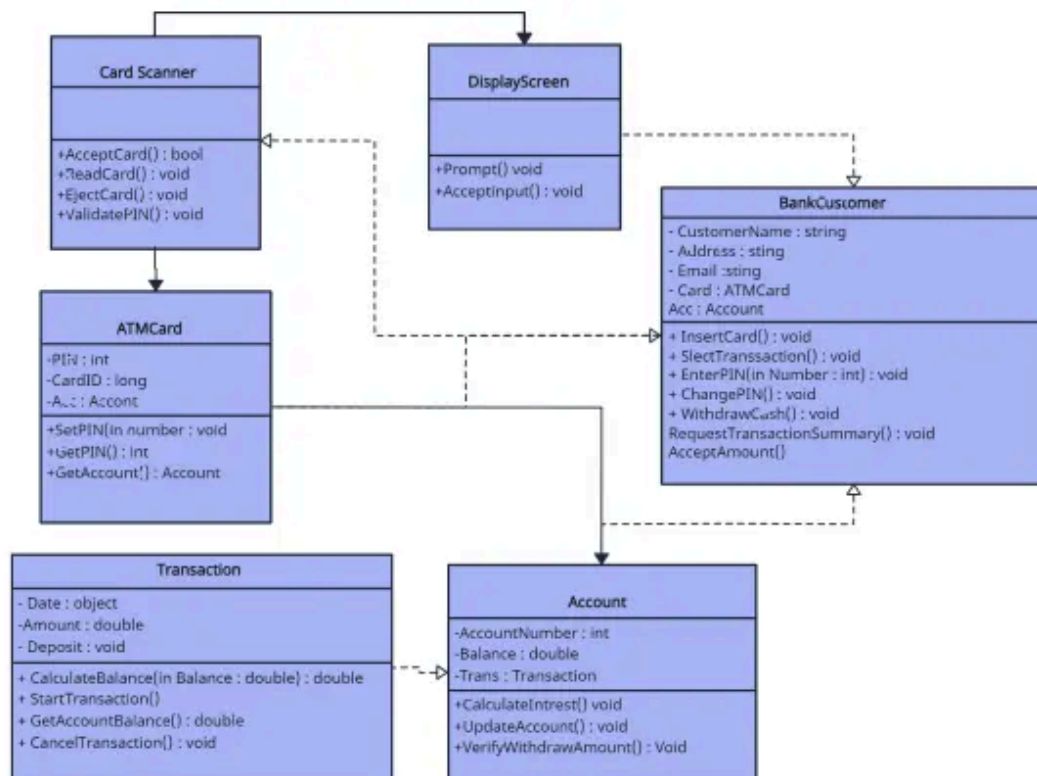 Card Scanner
+AcceptCard() : bool
+ReadCard() : void
+EjectCard() : void
+ValidatePIN() : void
DisplayScreen
+Prompt() void
+AcceptInput() : void
BankCustomer
- CustomerName : string
- Address : sting
- Email :sting
- Card : ATMCard
Acc : Account
+ InsertCard() : void
+ SlectTranssaction() : void
+ EnterPIN(in Number : int) : void
+ ChangePIN() : void
+ WithdrawCash() : void
RequestTransactionSummary() : void
AcceptAmount()
ATMCard
-PIN : int
-CardID : long
-Acc : Accont
+SetPIN(in number : void
+GetPIN() : int
+GetAccount() : Account
Transaction
- Date : object
-Amount : double
- Deposit : void
+ CalculateBalance(in Balance : double) : double
+ StartTransaction()
+ GetAccountBalance() : double
+ CancelTransaction() : void
Account
-AccountNumber : int
-Balance : double
-Trans : Transaction
+CalculateIntrest() void
+UpdateAccount() : void
+VerifyWithdrawAmount() : Void